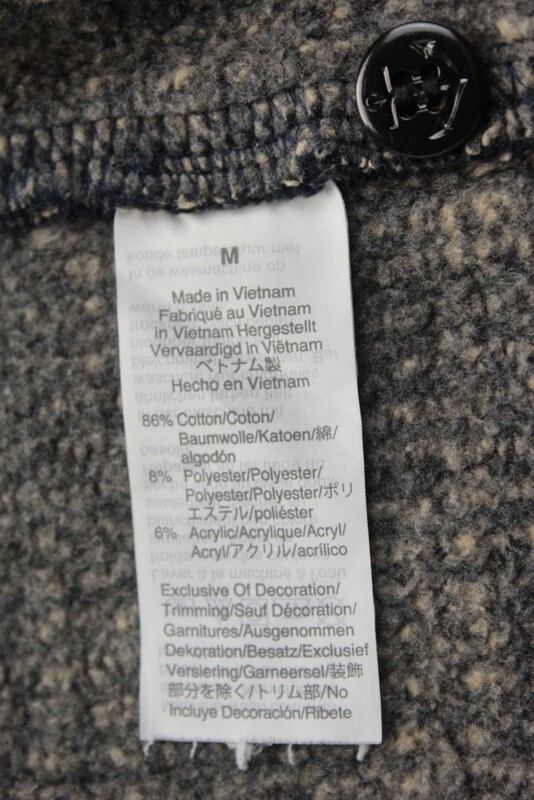 M
Made in Vietnam
Fabriqué au Vietnam
in Vietnam Hergestellt
Vervaardigd in Viëtnam
ベトナム製
Hecho en Vietnam
86% Cotton/Coton/
Baumwolle/Katoen/綿/
algodón
8% Polyester/Polyester/
Polyester/Polyester/ポリ
エステル/poliéster
6% Acrylic/Acrylique/Acryl/
Acryl/アクリル/acrílico
Exclusive Of Decoration/
Trimming/Sauf Décoration/
Garnitures/Ausgenommen
Dekoration/Besatz/Exclusief
Versiering/Garneersel/装飾
部分を除く/トリム部/No
Incluye Decoración/Ribete